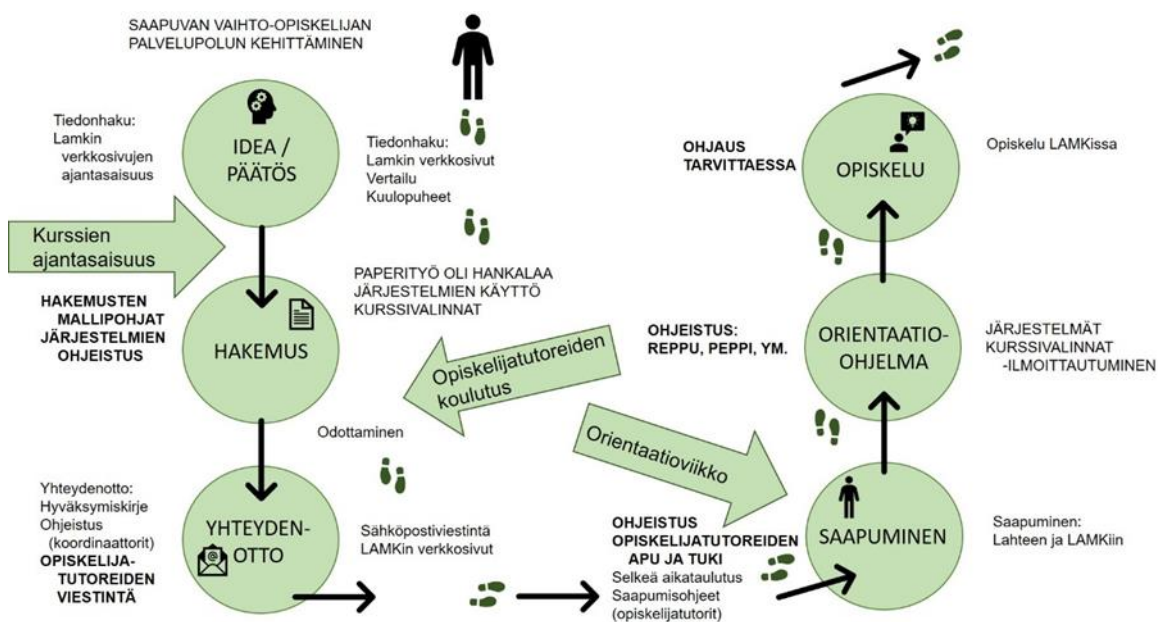 SAAPUVAN VAIHTO-OPISKELIJAN
PALVELUPOLUN KEHITTÄMINEN
Tiedonhaku:
Lamkin
verkkosivujen
ajantasaisuus
IDEA /
PÄÄTÖS
Tiedonhaku:
Lamkin verkkosivut
Vertailu
Kuulopuheet
Kurssien
ajantasaisuus
HAKEMUSTEN
MALLIPOHJAT
JÄRJESTELMIEN
OHJEISTUS
HAKEMUS
PAPERITYÖ OLI HANKALAA
JÄRJESTELMIEN KÄYTTÖ
KURSSIVALINNAT
Opiskelijatutoreiden
koulutus
Odottaminen
Yhteydenotto:
Hyväksymiskirje
Ohjeistus
(koordinaattorit)
OPISKELIJA-
TUTOREIDEN
VIESTINTÄ
YHTEYDEN-
OTTO
@
Sähköpostiviestintä
LAMKin verkkosivut
Orientaatioviikko
OHJEISTUS
OPISKELIJATUTOREIDEN
APU JA TUKI
Selkeä aikataulutus
Saapumisohjeet
(opiskelijatutorit)
SAAPUMINEN
Saapuminen:
Lahteen ja LAMKiin
OHJEISTUS:
REPPU, PEPPI, YM.
ORIENTAATIO-
OHJELMA
JÄRJESTELMÄT
KURSSIVALINNAT
-ILMOITTAUTUMINEN
OHJAUS
TARVITTAESSA
OPISKELU
Opiskelu LAMKissa